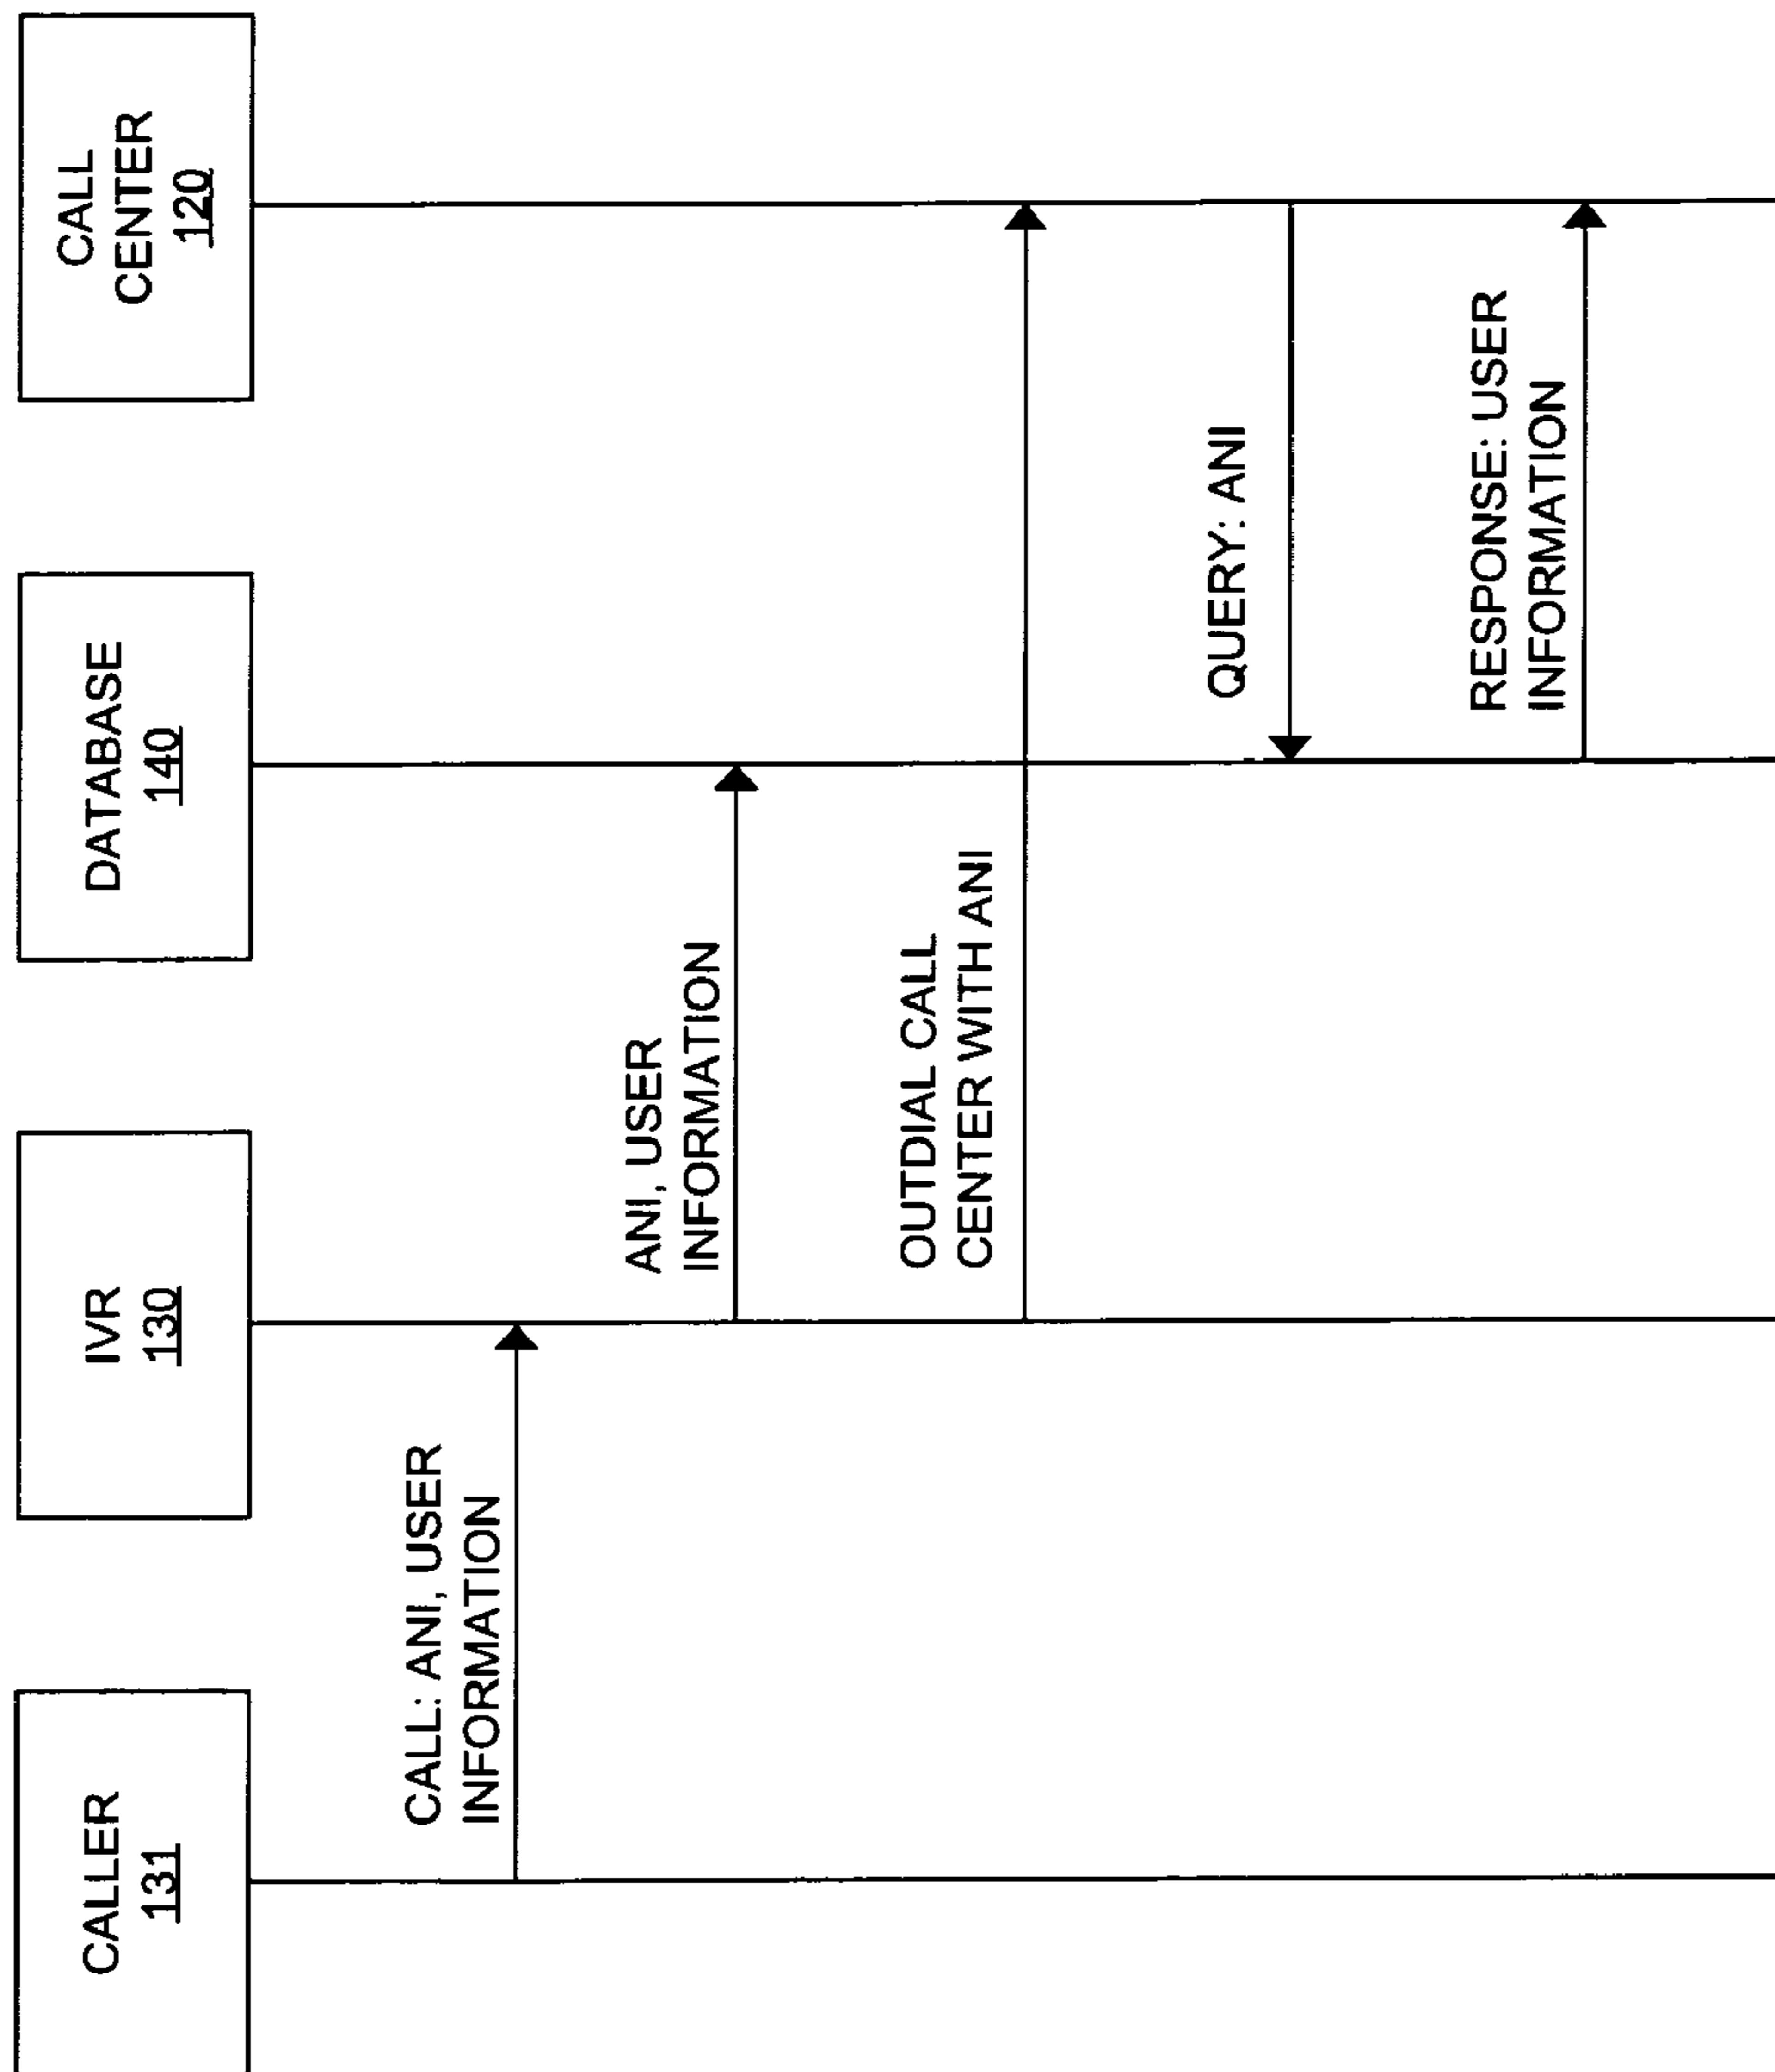 CALLER
131
IVR
130
DATABASE
140
CALL
CENTER
120
CALL: ANI, USER
INFORMATION
ANI, USER
INFORMATION
OUTDIAL CALL
CENTER WITH ANI
QUERY: ANI
RESPONSE: USER
INFORMATION